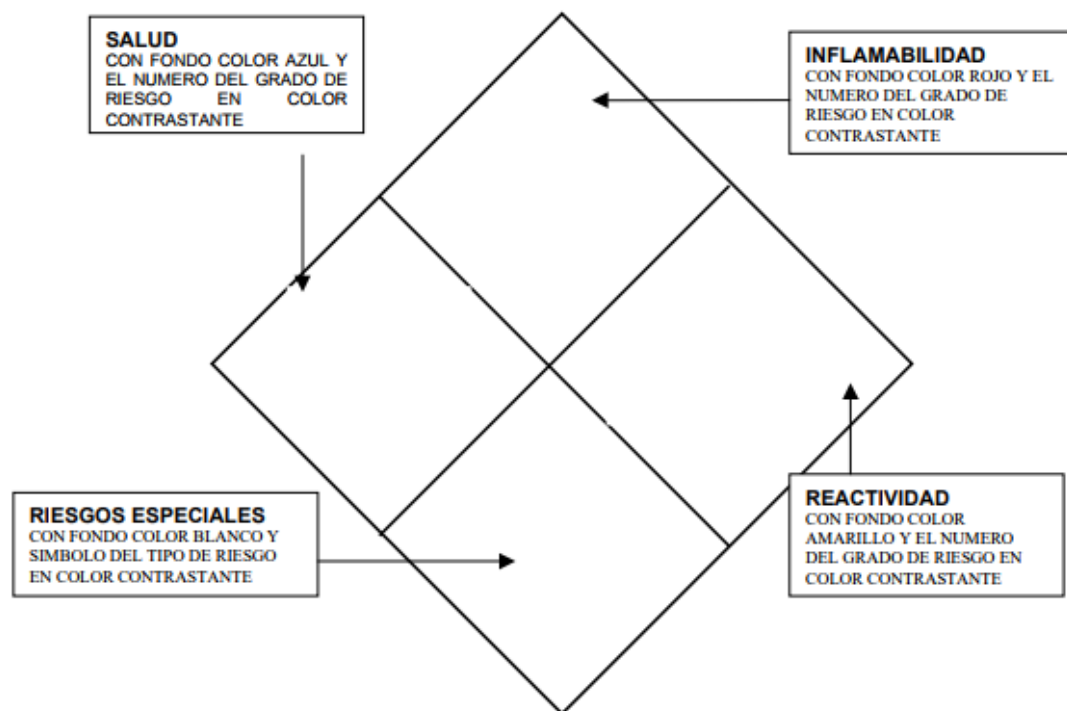 SALUD
CON FONDO COLOR AZUL Y
EL NUMERO DEL GRADO DE
RIESGO EN COLOR
CONTRASTANTE
INFLAMABILIDAD
CON FONDO COLOR ROJO Y EL
NUMERO DEL GRADO DE
RIESGO EN COLOR
CONTRASTANTE
RIESGOS ESPECIALES
CON FONDO COLOR BLANCO Y
SIMBOLO DEL TIPO DE RIESGO
EN COLOR CONTRASTANTE
REACTIVIDAD
CON FONDO COLOR
AMARILLO Y EL NUMERO
DEL GRADO DE RIESGO EN
COLOR CONTRASTANTE